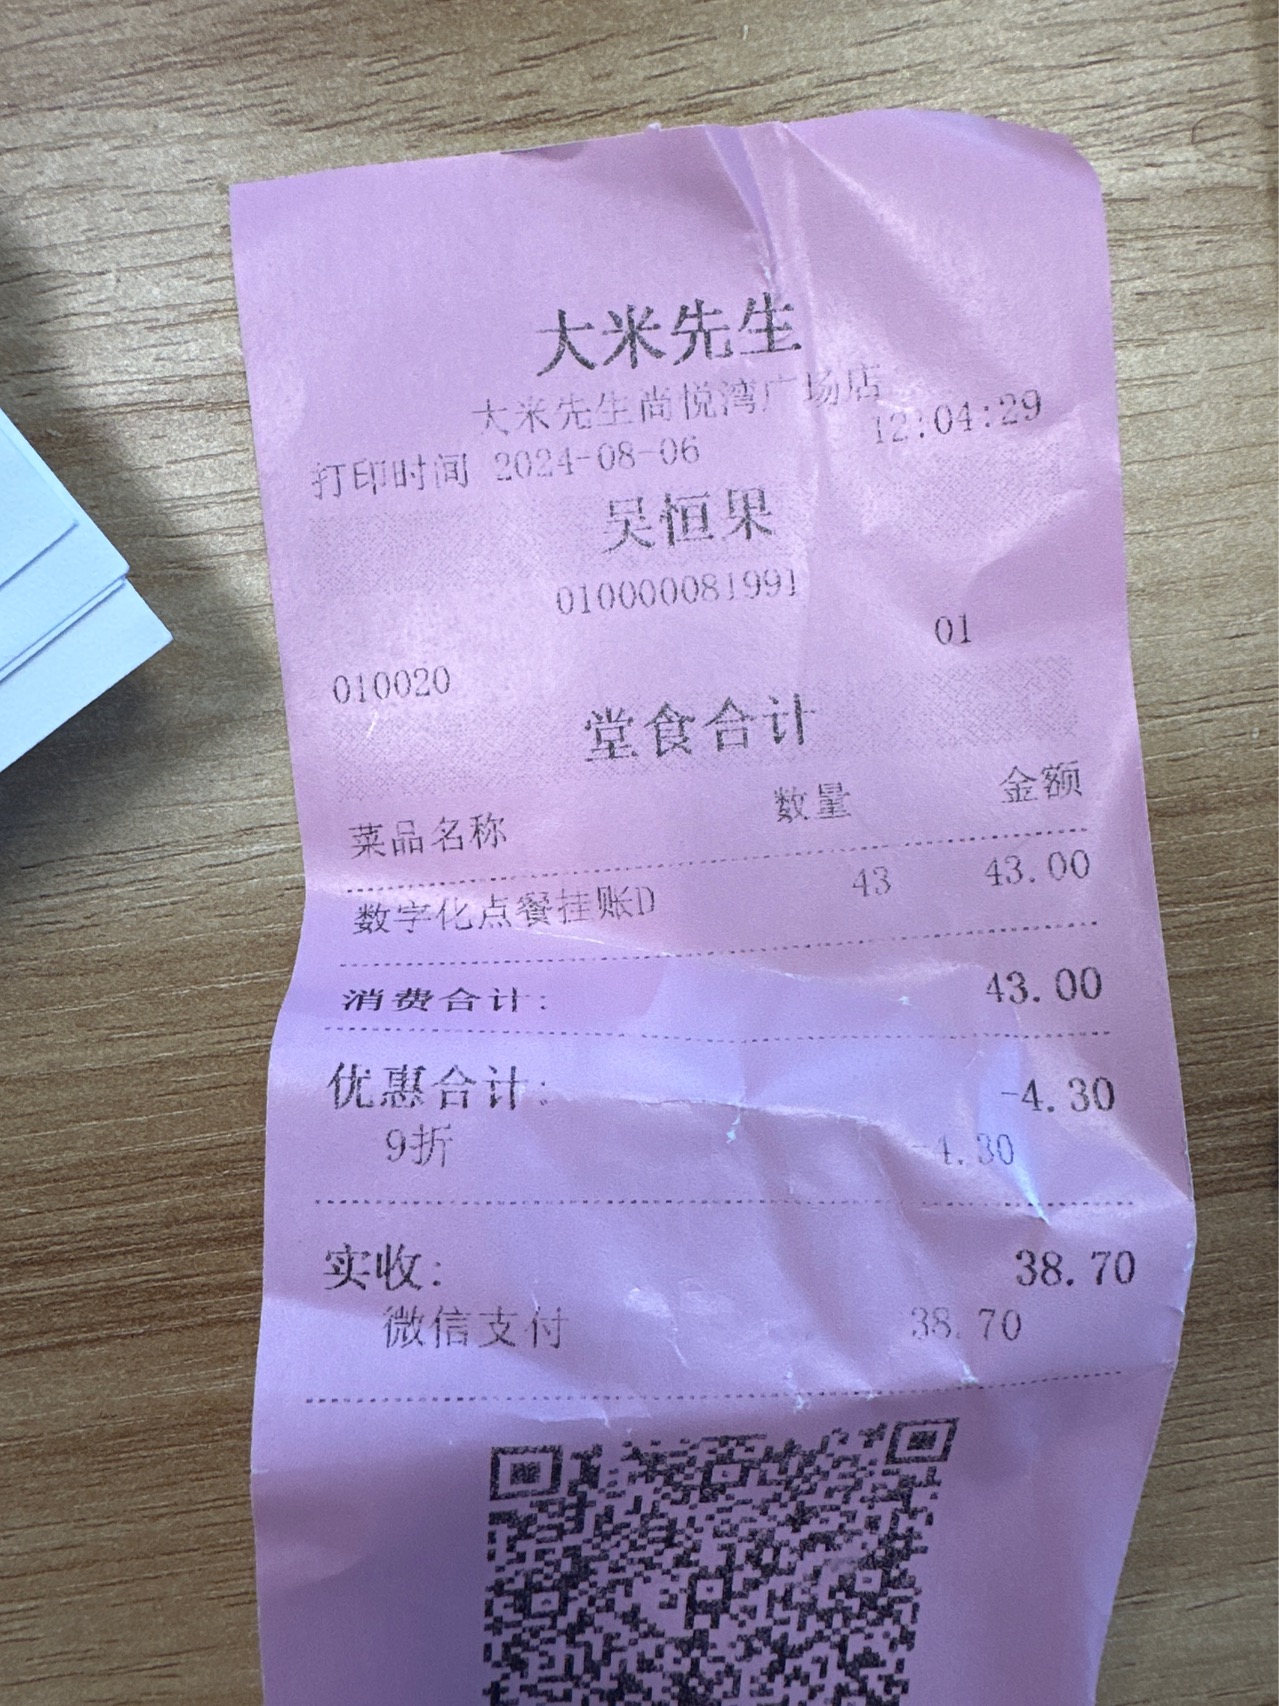 大米先生
大米先生尚悦湾广场店
打印时间 2024-08-06 12:04:29
吴恒果
010000081991
010020 01
堂食合计
菜品名称 数量 金额
数字化点餐挂账D 43 43.00
消费合计: 43.00
优惠合计: -4.30
9折 -4.30
实收: 38.70
微信支付 38.70